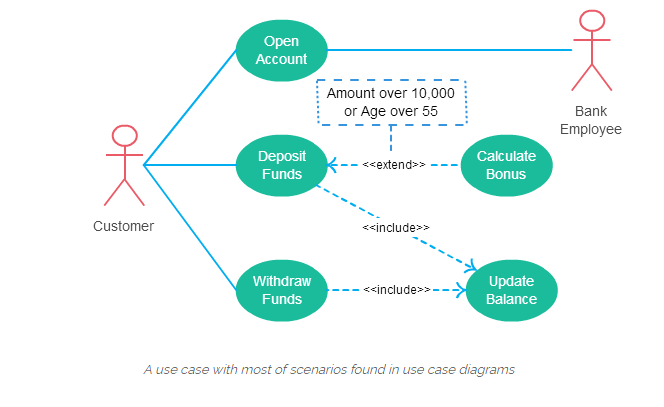 Open
Account
Amount over 10,000
or Age over 55
Bank
Employee
Deposit
Funds
<<extend>>
Calculate
Bonus
Customer
<<include>>
Withdraw
Funds
<<include>>
Update
Balance
A use case with most of scenarios found in use case diagrams